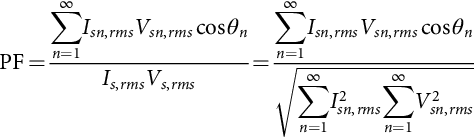 PF = \frac{\sum_{n=1}^{\infty} I_{sn,rms} V_{sn,rms} \cos\theta_n}{I_{s,rms} V_{s,rms}} = \frac{\sum_{n=1}^{\infty} I_{sn,rms} V_{sn,rms} \cos\theta_n}{\sqrt{\sum_{n=1}^{\infty} I_{sn,rms}^2 \sum_{n=1}^{\infty} V_{sn,rms}^2}}